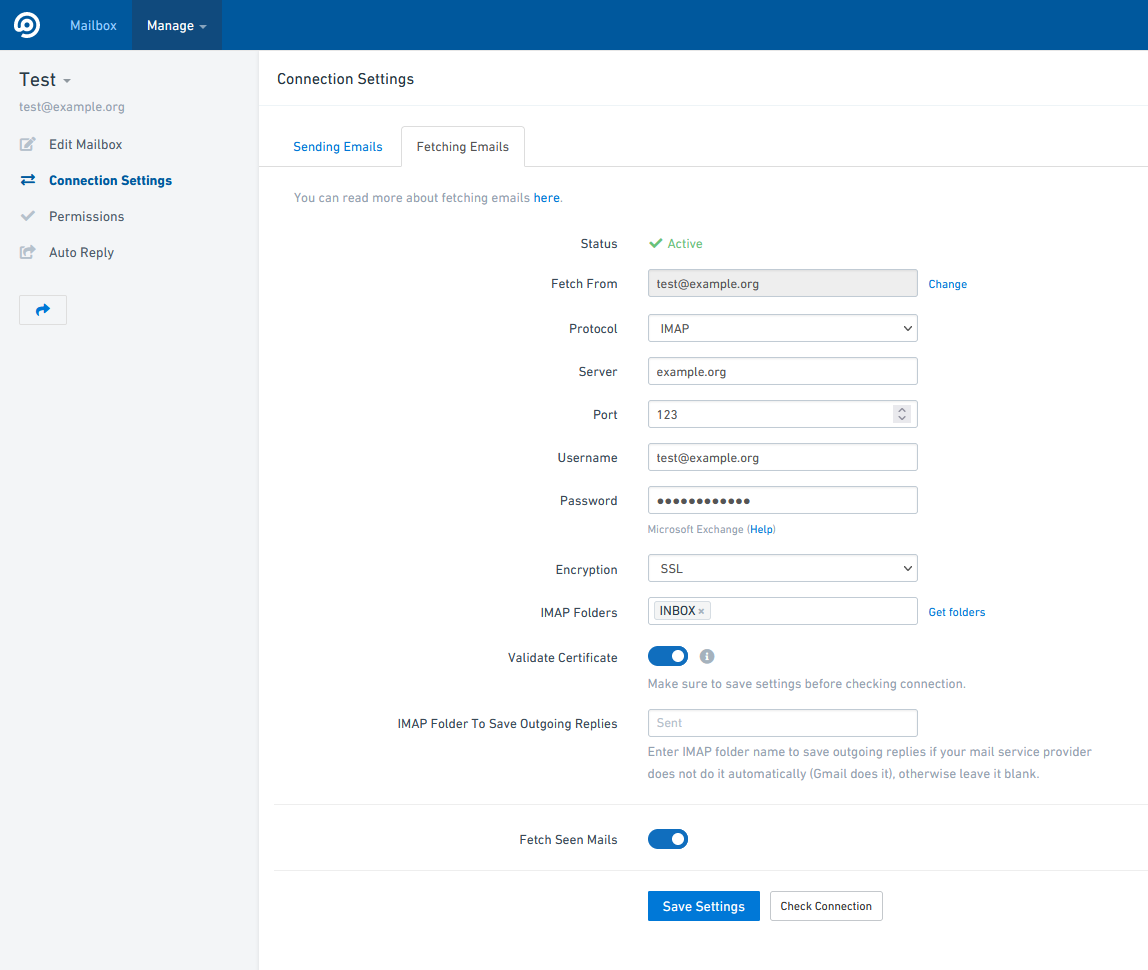 Mailbox
Manage
Test
test@example.org
Edit Mailbox
Connection Settings
Permissions
Auto Reply
Connection Settings
Sending Emails
Fetching Emails
You can read more about fetching emails here.
Status Active
Fetch From test@example.org Change
Protocol IMAP
Server example.org
Port 123
Username test@example.org
Password ●●●●●●●●●●●●
Microsoft Exchange (Help)
Encryption SSL
IMAP Folders INBOX × Get folders
Validate Certificate
Make sure to save settings before checking connection.
IMAP Folder To Save Outgoing Replies Sent
Enter IMAP folder name to save outgoing replies if your mail service provider
does not do it automatically (Gmail does it), otherwise leave it blank.
Fetch Seen Mails
Save Settings Check Connection